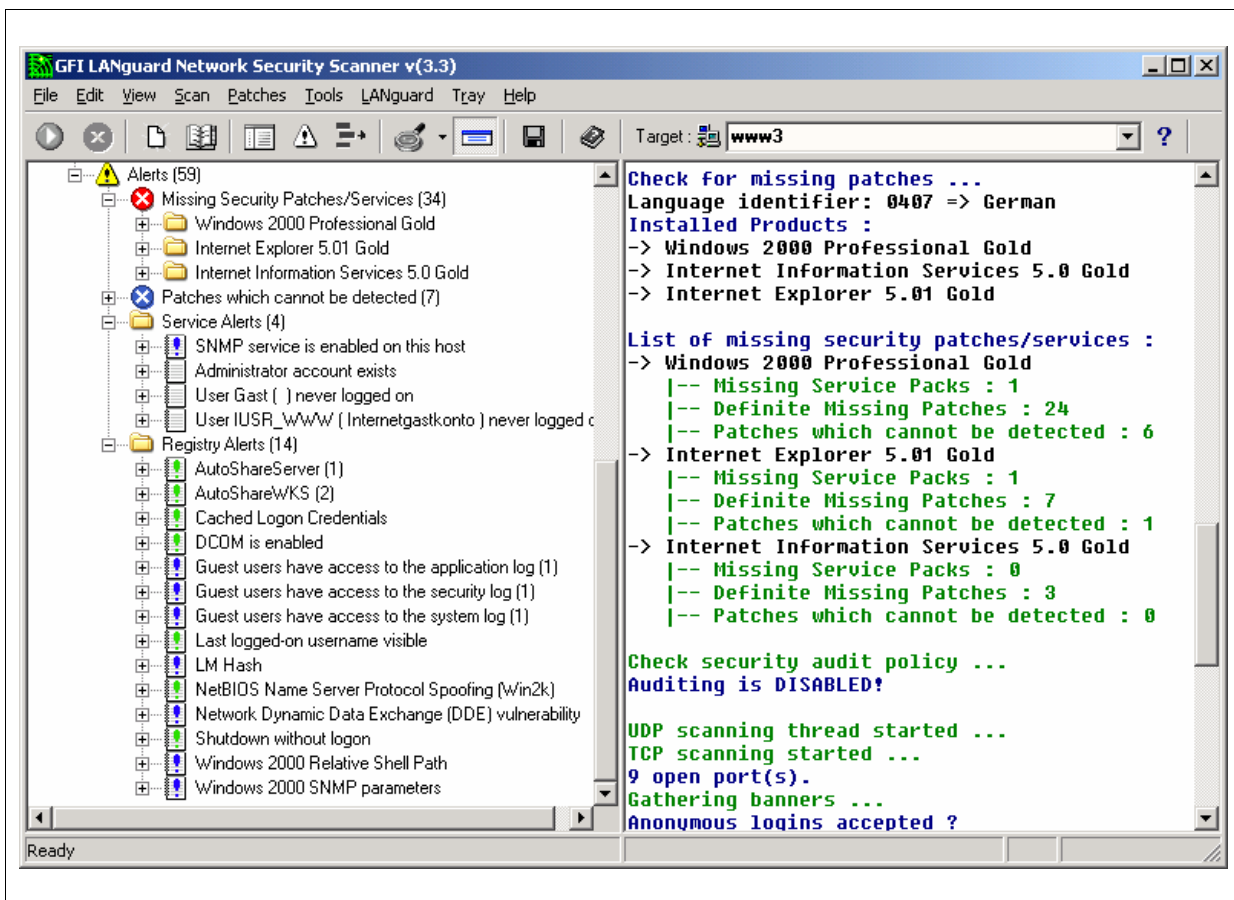 GFI LANguard Network Security Scanner v(3.3)
File Edit View Scan Patches Tools LANguard Tray Help
Target : www3
Alerts (59)
Missing Security Patches/Services (34)
Windows 2000 Professional Gold
Internet Explorer 5.01 Gold
Internet Information Services 5.0 Gold
Patches which cannot be detected (7)
Service Alerts (4)
SNMP service is enabled on this host
Administrator account exists
User Gast ( ) never logged on
User IUSR_WWW ( Internetgastkonto ) never logged o
Registry Alerts (14)
AutoShareServer (1)
AutoShareWKS (2)
Cached Logon Credentials
DCOM is enabled
Guest users have access to the application log (1)
Guest users have access to the security log (1)
Guest users have access to the system log (1)
Last logged-on username visible
LM Hash
NetBIOS Name Server Protocol Spoofing (Win2k)
Network Dynamic Data Exchange (DDE) vulnerability
Shutdown without logon
Windows 2000 Relative Shell Path
Windows 2000 SNMP parameters
Check for missing patches ...
Language identifier: 0407 => German
Installed Products :
-> Windows 2000 Professional Gold
-> Internet Information Services 5.0 Gold
-> Internet Explorer 5.01 Gold
List of missing security patches/services :
-> Windows 2000 Professional Gold
|-- Missing Service Packs : 1
|-- Definite Missing Patches : 24
|-- Patches which cannot be detected : 6
-> Internet Explorer 5.01 Gold
|-- Missing Service Packs : 1
|-- Definite Missing Patches : 7
|-- Patches which cannot be detected : 1
-> Internet Information Services 5.0 Gold
|-- Missing Service Packs : 0
|-- Definite Missing Patches : 3
|-- Patches which cannot be detected : 0
Check security audit policy ...
Auditing is DISABLED!
UDP scanning thread started ...
TCP scanning started ...
9 open port(s).
Gathering banners ...
Anonymous logins accepted ?
Ready